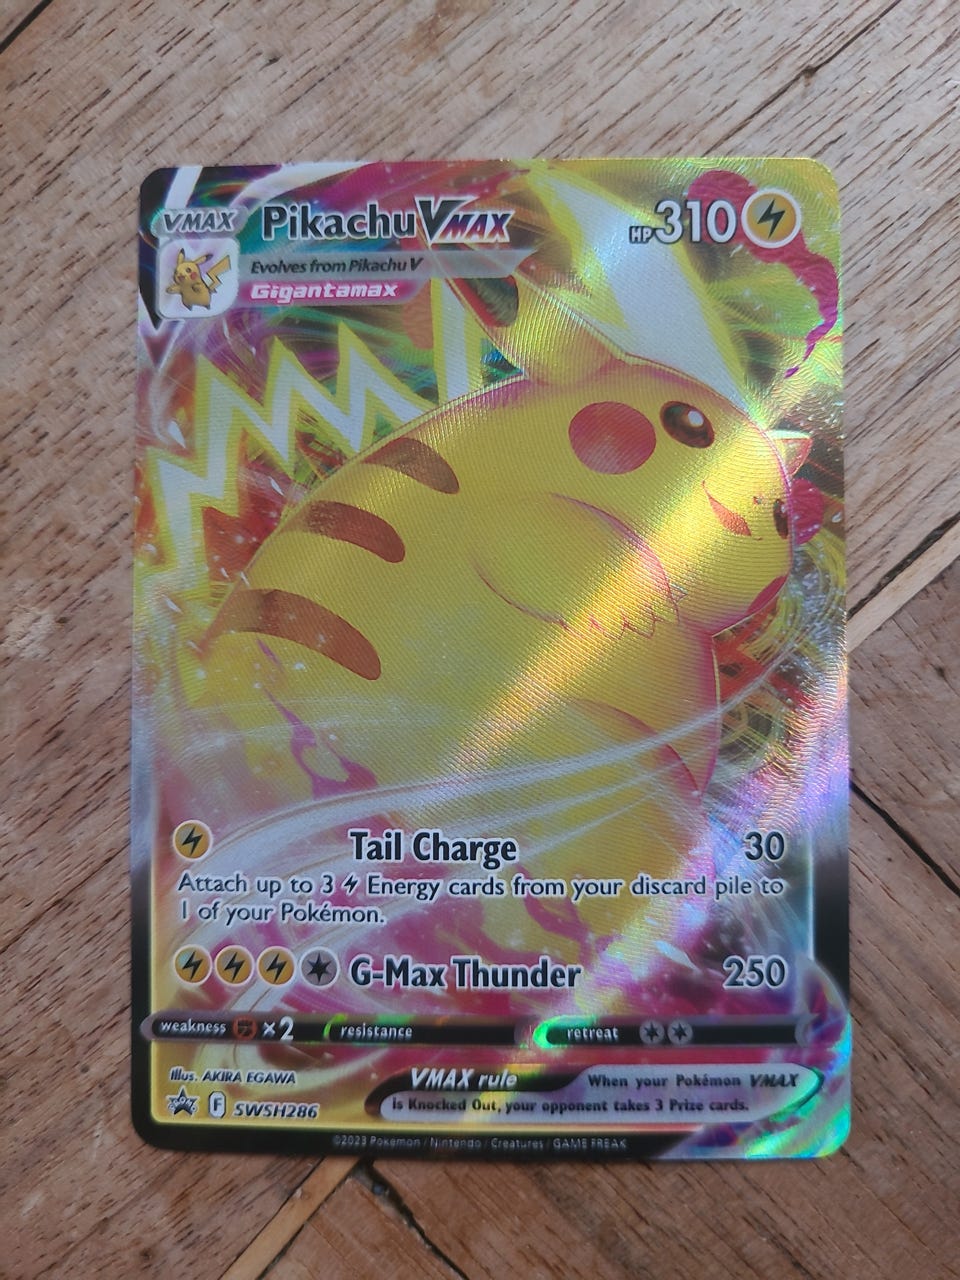 VMAX Pikachu VMAX HP 310
Evolves from Pikachu V
Gigantamax
Tail Charge 30
Attach up to 3 Energy cards from your discard pile to
1 of your Pokémon.
G-Max Thunder 250
weakness ×2 resistance retreat
Illus. AKIRA EGAWA
VMAX rule When your Pokémon VMAX
is Knocked Out, your opponent takes 3 Prize cards.
F SWSH286
©2023 Pokémon / Nintendo / Creatures / GAME FREAK